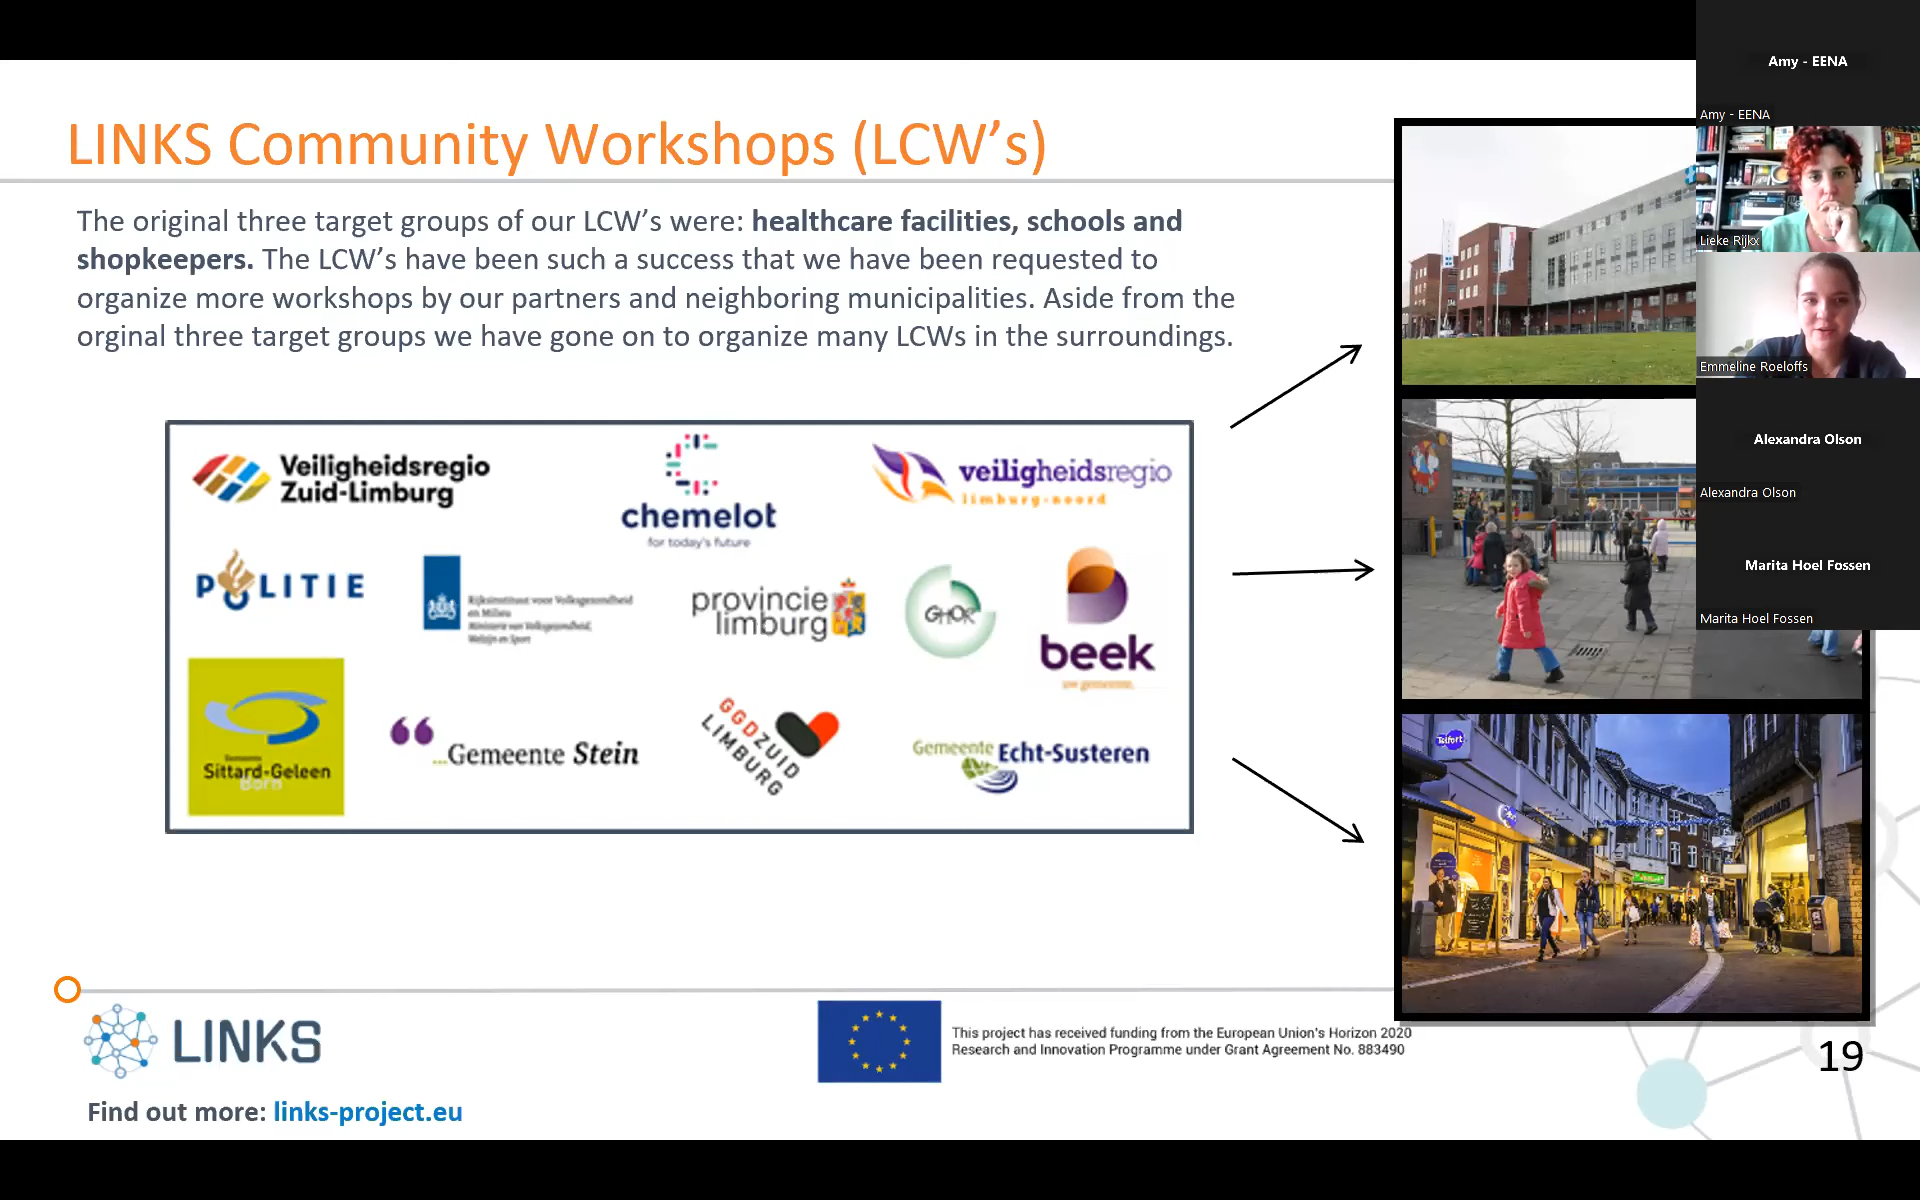 LINKS Community Workshops (LCW's)
The original three target groups of our LCW's were: healthcare facilities, schools and
shopkeepers. The LCW's have been such a success that we have been requested to
organize more workshops by our partners and neighboring municipalities. Aside from the
orginal three target groups we have gone on to organize many LCWs in the surroundings.
Veiligheidsregio
Zuid-Limburg
chemelot
for today's future
veiligheidsregio
limburg-noord
POLITIE
Rijksinstituut voor Volksgezondheid
en Milieu
Ministerie van Volksgezondheid,
Welzijn en Sport
provincie
limburg
GHOR
beek
uw gemeente.
Gemeente
Sittard-Geleen
Born
...Gemeente Stein
GGD ZUID
LIMBURG
Gemeente Echt-Susteren
Telfort
Amy - EENA
Amy - EENA
Lieke Rijkx
Emmeline Roeloffs
Alexandra Olson
Alexandra Olson
Marita Hoel Fossen
Marita Hoel Fossen
LINKS
This project has received funding from the European Union's Horizon 2020
Research and Innovation Programme under Grant Agreement No. 883490
19
Find out more: links-project.eu